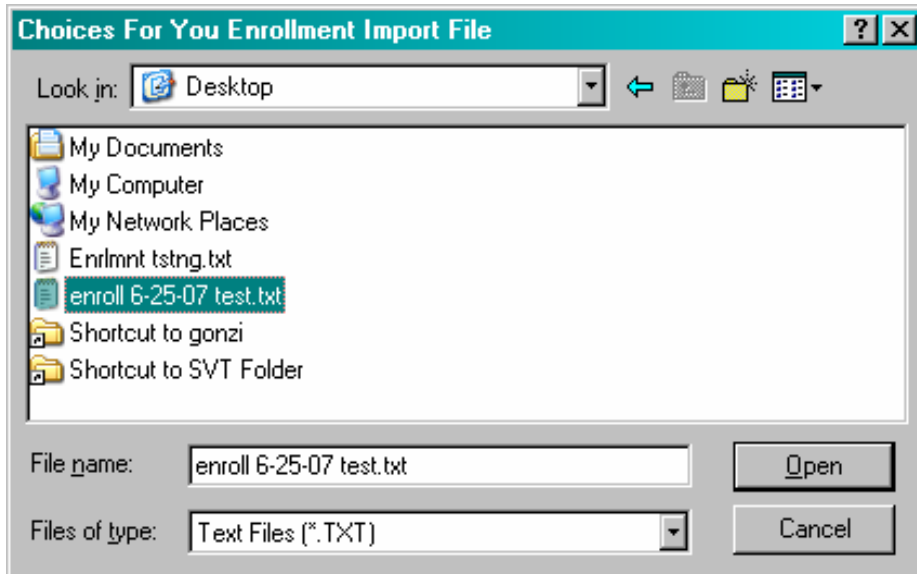 Choices For You Enrollment Import File
Look in: Desktop
My Documents
My Computer
My Network Places
Enrlmnt tstng.txt
enroll 6-25-07 test.txt
Shortcut to gonzi
Shortcut to SVT Folder
File name: enroll 6-25-07 test.txt Open
Files of type: Text Files (*.TXT) Cancel